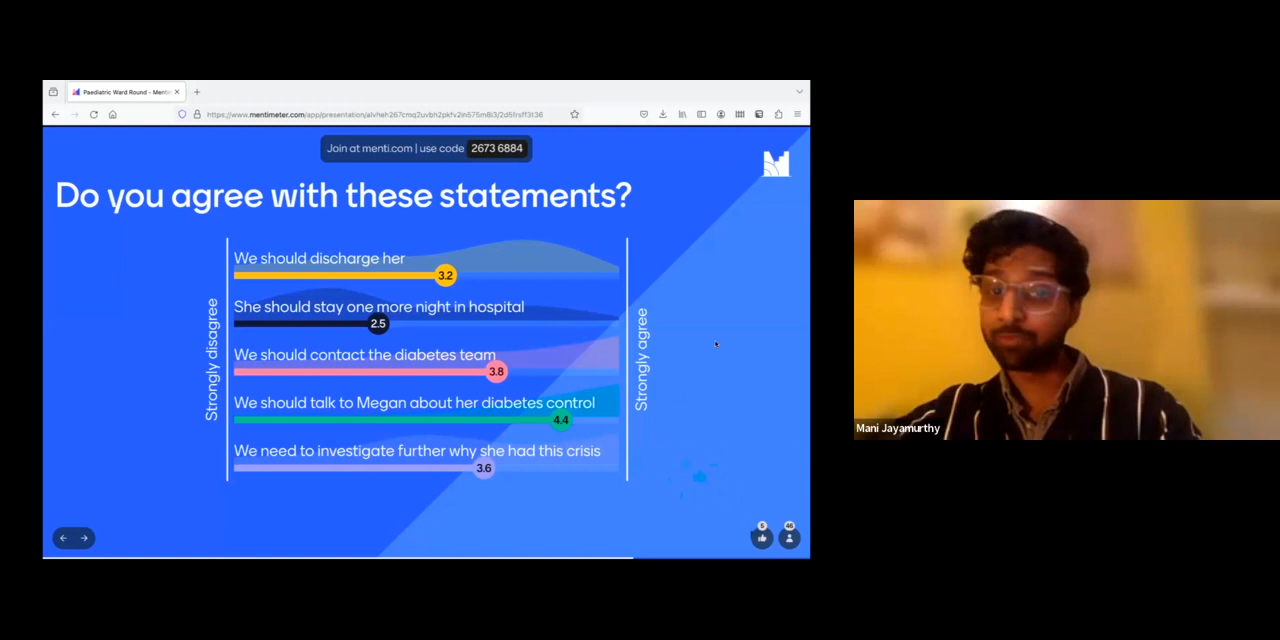 Paediatric Ward Round - Menti
Join at menti.com | use code 2673 6884
Do you agree with these statements?
We should discharge her
3.2
She should stay one more night in hospital
2.5
We should contact the diabetes team
3.8
We should talk to Megan about her diabetes control
4.4
We need to investigate further why she had this crisis
3.6
Strongly disagree
Strongly agree
5
46
Mani Jayamurthy